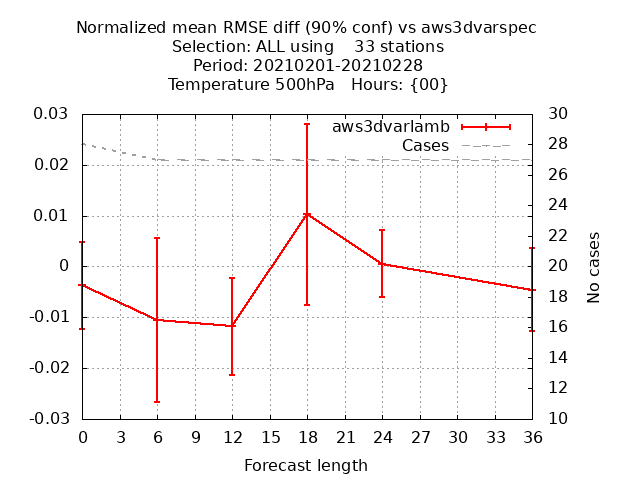 Normalized mean RMSE diff (90% conf) vs aws3dvarspec
Selection: ALL using    33 stations
Period: 20210201-20210228
Temperature 500hPa   Hours: {00}
aws3dvarlamb
Cases
0.03
0.02
0.01
0
-0.01
-0.02
-0.03
30
28
26
24
22
20
18
16
14
12
10
No cases
0 3 6 9 12 15 18 21 24 27 30 33 36
Forecast length